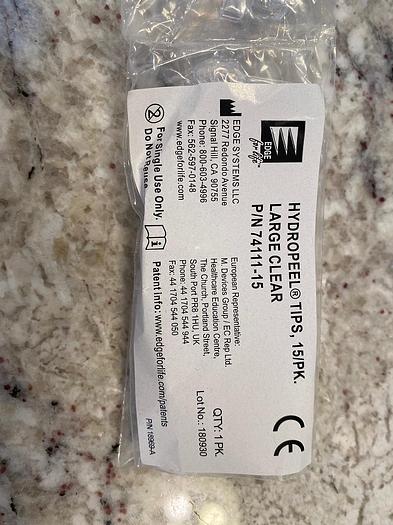 EDGE
for life™
HYDROPEEL® TIPS, 15/PK.
LARGE CLEAR
P/N 74111-15
EDGE SYSTEMS LLC
2277 Redondo Avenue
Signal Hill, CA 90755
Phone: 800-603-4996
Fax: 562-597-0148
www.edgeforlife.com
European Representative:
M. Devices Group / EC Rep Ltd.
Healthcare Education Centre,
The Church, Portland Street,
South Port PR8 1HU, UK
Phone: 44 1704 544 944
Fax: 44 1704 544 050
CE
QTY: 1 PK.
Lot No.: 180930
2
For Single Use Only.
Do Not Reuse.
i
Patent Info: www.edgeforlife.com/patents
P/N 18969-A